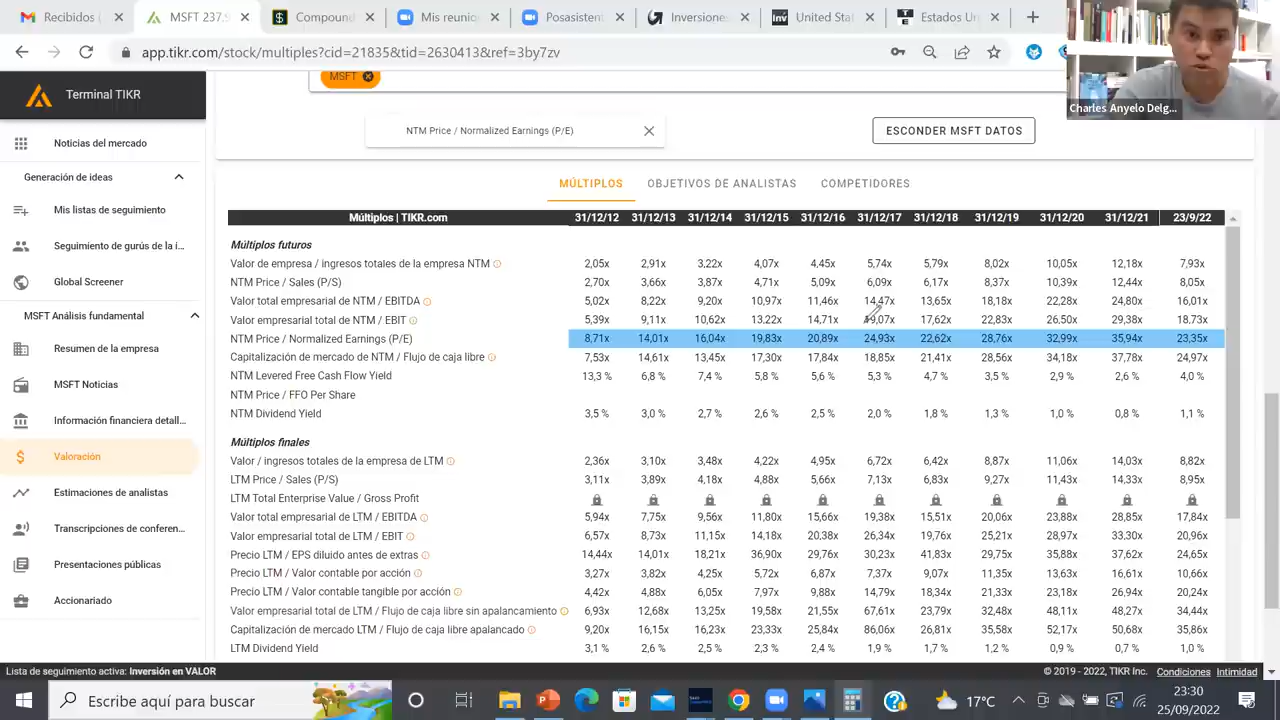 Recibidos (
MSFT 237.9
Compound
Mis reunio
Posasisten
Inversiones
United Stat
Estados Un
app.tikr.com/stock/multiples?cid=21835&tid=2630413&ref=3by7zv
Charles Anyelo Delg...
Terminal TIKR
Noticias del mercado
Generación de ideas
Mis listas de seguimiento
Seguimiento de gurús de la i...
Global Screener
MSFT Análisis fundamental
Resumen de la empresa
MSFT Noticias
Información financiera detall...
Valoración
Estimaciones de analistas
Transcripciones de conferen...
Presentaciones públicas
Accionariado
MSFT
NTM Price / Normalized Earnings (P/E)
ESCONDER MSFT DATOS
MÚLTIPLOS OBJETIVOS DE ANALISTAS COMPETIDORES
Múltiplos | TIKR.com 31/12/12 31/12/13 31/12/14 31/12/15 31/12/16 31/12/17 31/12/18 31/12/19 31/12/20 31/12/21 23/9/22
Múltiplos futuros
Valor de empresa / ingresos totales de la empresa NTM 2,05x 2,91x 3,22x 4,07x 4,45x 5,74x 5,79x 8,02x 10,05x 12,18x 7,93x
NTM Price / Sales (P/S) 2,70x 3,66x 3,87x 4,71x 5,09x 6,09x 6,17x 8,37x 10,39x 12,44x 8,05x
Valor total empresarial de NTM / EBITDA 5,02x 8,22x 9,20x 10,97x 11,46x 14,47x 13,65x 18,18x 22,28x 24,80x 16,01x
Valor empresarial total de NTM / EBIT 5,39x 9,11x 10,62x 13.22x 14,71x 19,07x 17,62x 22,83x 26,50x 29,38x 18.73x
NTM Price / Normalized Earnings (P/E) 8,71x 14,01x 16,04x 19,83x 20,89x 24,93x 22,62x 28,76x 32,99x 35,94x 23,35x
Capitalización de mercado de NTM / Flujo de caja libre 7,53x 14,61x 13,45x 17,30x 17,84x 18,85x 21,41x 28,56x 34,18x 37,78x 24,97x
NTM Levered Free Cash Flow Yield 13,3 % 6,8 % 7,4 % 5,8 % 5,6 % 5,3 % 4,7 % 3,5 % 2,9 % 2,6 % 4,0 %
NTM Price / FFO Per Share
NTM Dividend Yield 3,5 % 3,0 % 2,7 % 2,6 % 2,5 % 2,0 % 1,8 % 1,3 % 1,0 % 0,8 % 1,1 %
Múltiplos finales
Valor / ingresos totales de la empresa de LTM 2,36x 3,10x 3,48x 4,22x 4,95x 6,72x 6,42x 8,87x 11,06x 14,03x 8,82x
LTM Price / Sales (P/S) 3,11x 3,89x 4,18x 4,88x 5,66x 7,13x 6,83x 9,27x 11,43x 14,33x 8,95x
LTM Total Enterprise Value / Gross Profit
Valor total empresarial de LTM / EBITDA 5,94x 7,75x 9,56x 11,80x 15,66x 19,38x 15,51x 20,06x 23,88x 28,85x 17,84x
Valor empresarial total de LTM / EBIT 6,57x 8,73x 11,15x 14,18x 20,38x 26,34x 19,76x 25,21x 28,97x 33,30x 20,96x
Precio LTM / EPS diluido antes de extras 14,44x 14,01x 18,21x 36,90x 29,76x 30,23x 41,83x 29,75x 35,88x 37,62x 24,65x
Precio LTM / Valor contable por acción 3,27x 3,82x 4,25x 5,72x 6,87x 7,37x 9,07x 11,35x 13,63x 16,61x 10,66x
Precio LTM / Valor contable tangible por acción 4,42x 4,88x 6,05x 7,97x 9,88x 14,79x 18,34x 21,33x 23,18x 26,94x 20,24x
Valor empresarial total de LTM / Flujo de caja libre sin apalancamiento 6,93x 12,68x 13,25x 19,58x 21,55x 67,61x 23,79x 32,48x 48,11x 48,27x 34,44x
Capitalización de mercado LTM / Flujo de caja libre apalancado 9,20x 16,15x 16,23x 23,33x 25,84x 86,06x 26,81x 35,58x 52,17x 50,68x 35,86x
LTM Dividend Yield 3,1 % 2,6 % 2,5 % 2,3 % 2,4 % 1,9 % 1,7 % 1,2 % 0,9 % 0,7 % 1,0 %
Lista de seguimiento activa: Inversión en VALOR
© 2019 - 2022, TIKR Inc. Condiciones Intimidad
Escribe aquí para buscar
17°C
23:30
25/09/2022